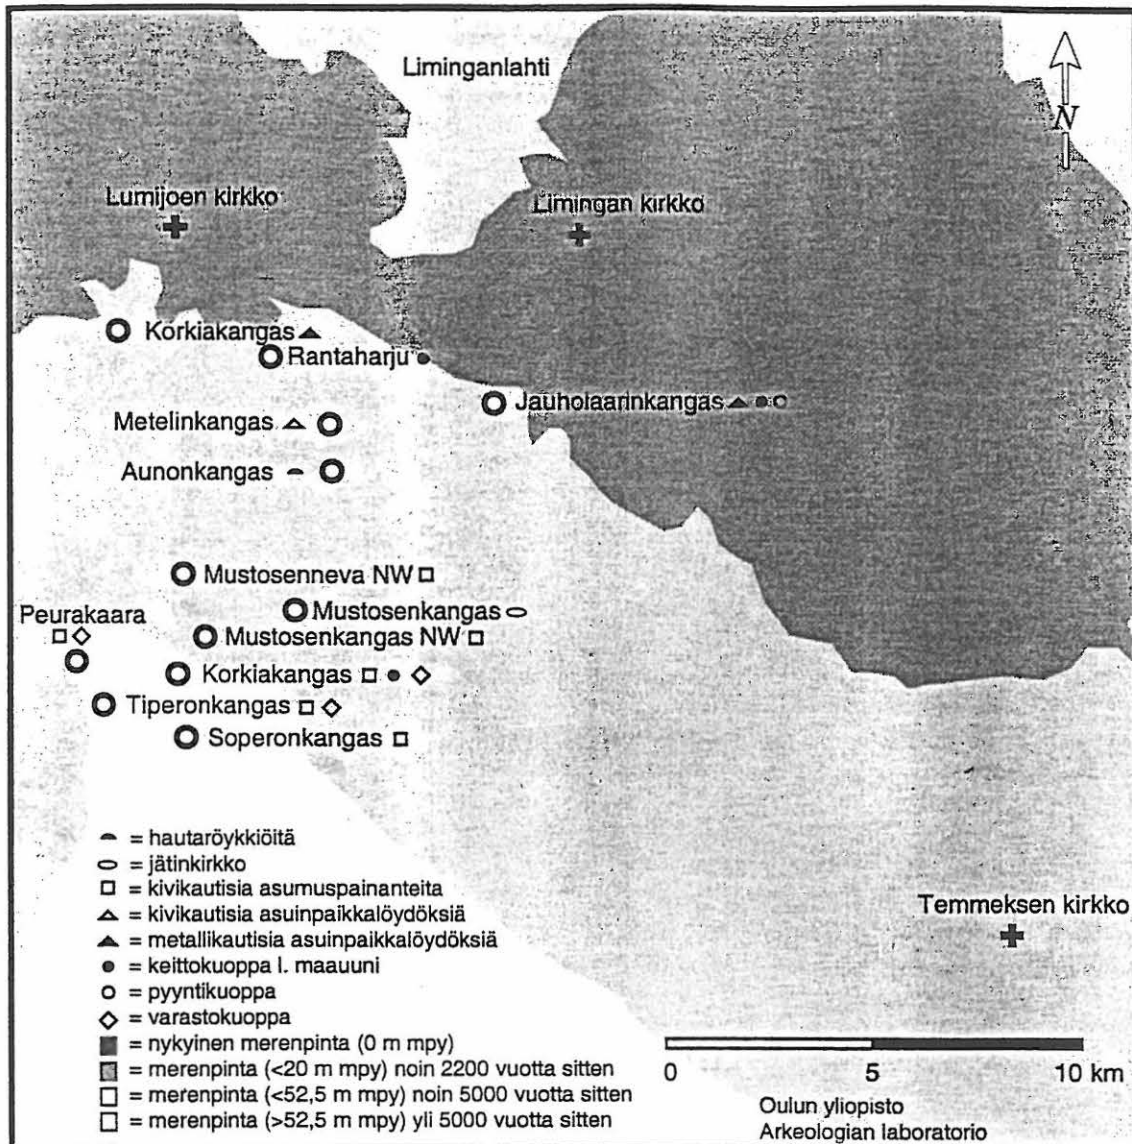 Liminganlahti
N
Lumijoen kirkko
Limingan kirkko
Korkiakangas
Rantaharju
Jauholaarinkangas
Metelinkangas
Aunonkangas
Mustosenneva NW
Mustosenkangas
Peurakaara
Mustosenkangas NW
Korkiakangas
Tiperonkangas
Soperonkangas
= hautaröykkiöitä
= jätinkirkko
= kivikautisia asumuspainanteita
= kivikautisia asuinpaikkalöydöksiä
= metallikautisia asuinpaikkalöydöksiä
= keittokuoppa l. maauuni
= pyyntikuoppa
= varastokuoppa
= nykyinen merenpinta (0 m mpy)
= merenpinta (<20 m mpy) noin 2200 vuotta sitten
= merenpinta (<52,5 m mpy) noin 5000 vuotta sitten
= merenpinta (>52,5 m mpy) yli 5000 vuotta sitten
Temmeksen kirkko
0 5 10 km
Oulun yliopisto
Arkeologian laboratorio